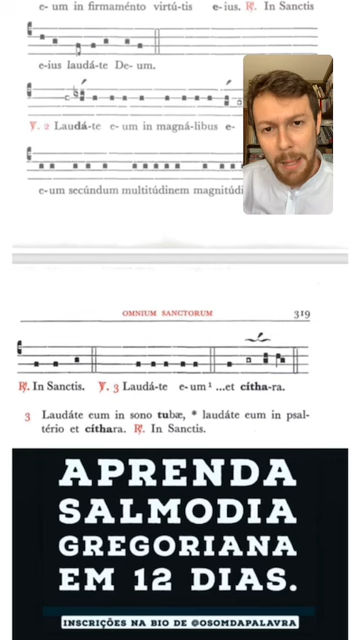 e- um in firmaménto virtú-tis e- ius. ℟. In Sanctis
e-ius laudá-te De- um.
℣. 2 Laudá-te e- um in magná-libus e-
e-um secúndum multitúdinem magnitúdi
OMNIUM SANCTORUM 319
℟. In Sanctis. ℣. 3 Laudá-te e-um¹ ...et cítha-ra.
3 Laudáte eum in sono tubæ, * laudáte eum in psal-
tério et cíthara. ℟. In Sanctis.
APRENDA
SALMODIA
GREGORIANA
EM 12 DIAS.
INSCRIÇÕES NA BIO DE @OSOMDAPALAVRA